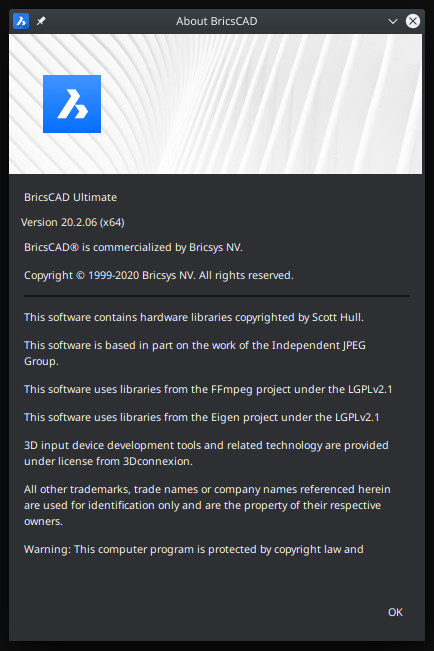 About BricsCAD
BricsCAD Ultimate
Version 20.2.06 (x64)
BricsCAD® is commercialized by Bricsys NV.
Copyright © 1999-2020 Bricsys NV. All rights reserved.
This software contains hardware libraries copyrighted by Scott Hull.
This software is based in part on the work of the Independent JPEG
Group.
This software uses libraries from the FFmpeg project under the LGPLv2.1
This software uses libraries from the Eigen project under the LGPLv2.1
3D input device development tools and related technology are provided
under license from 3Dconnexion.
All other trademarks, trade names or company names referenced herein
are used for identification only and are the property of their respective
owners.
Warning: This computer program is protected by copyright law and
OK